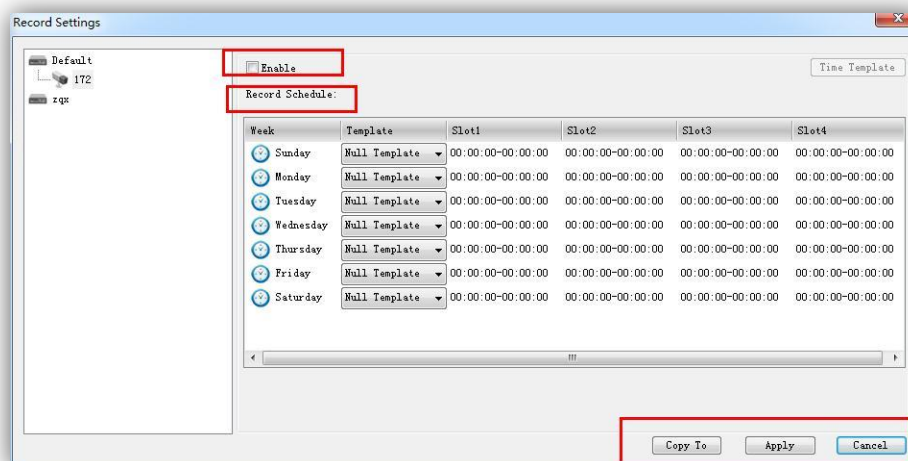 Record Settings
Default
172
zqx
Enable
Time Template
Record Schedule:
Week Template Slot1 Slot2 Slot3 Slot4
Sunday Null Template 00:00:00-00:00:00 00:00:00-00:00:00 00:00:00-00:00:00 00:00:00-00:00:00
Monday Null Template 00:00:00-00:00:00 00:00:00-00:00:00 00:00:00-00:00:00 00:00:00-00:00:00
Tuesday Null Template 00:00:00-00:00:00 00:00:00-00:00:00 00:00:00-00:00:00 00:00:00-00:00:00
Wednesday Null Template 00:00:00-00:00:00 00:00:00-00:00:00 00:00:00-00:00:00 00:00:00-00:00:00
Thursday Null Template 00:00:00-00:00:00 00:00:00-00:00:00 00:00:00-00:00:00 00:00:00-00:00:00
Friday Null Template 00:00:00-00:00:00 00:00:00-00:00:00 00:00:00-00:00:00 00:00:00-00:00:00
Saturday Null Template 00:00:00-00:00:00 00:00:00-00:00:00 00:00:00-00:00:00 00:00:00-00:00:00
Copy To Apply Cancel